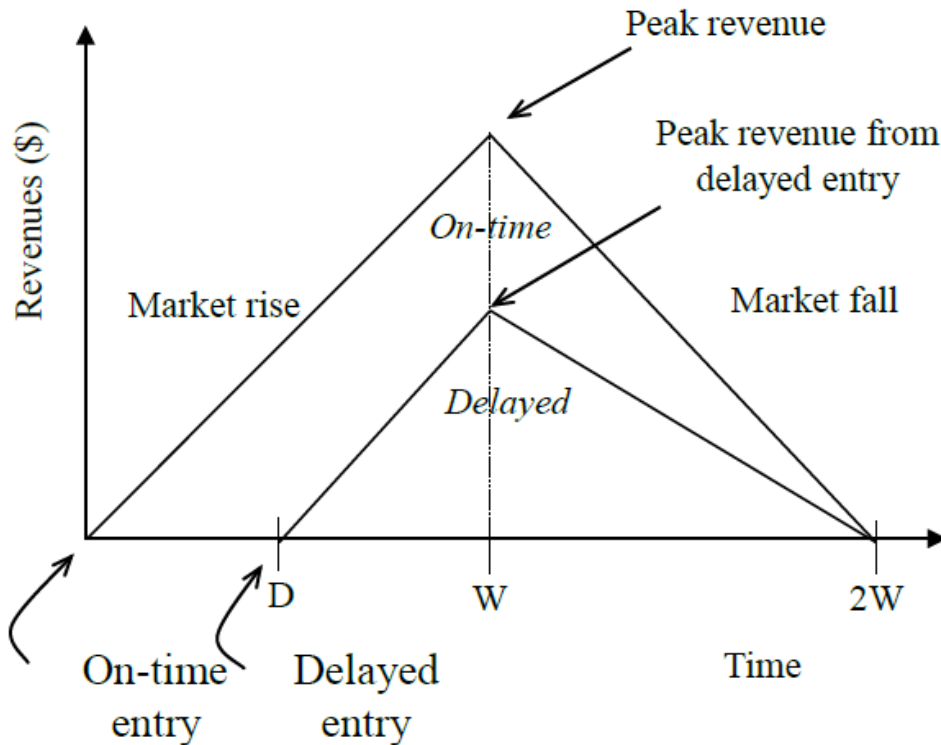 Peak revenue
Peak revenue from
delayed entry
Revenues ($)
On-time
Market rise
Market fall
Delayed
D
W
2W
On-time
entry
Delayed
entry
Time